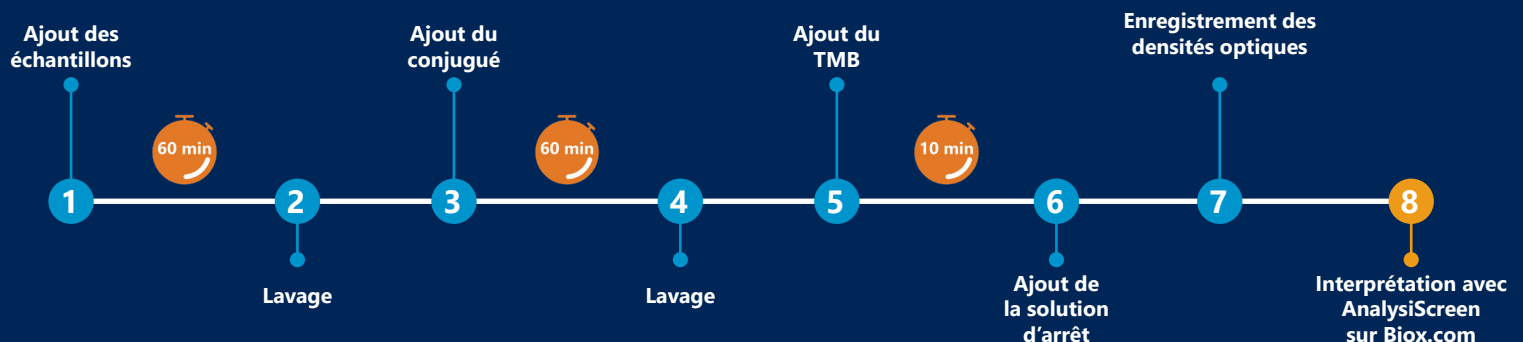 Ajout des
échantillons
60 min
Ajout du
conjugué
60 min
Ajout du
TMB
10 min
Enregistrement des
densités optiques
1
2
3
4
5
6
7
8
Lavage
Lavage
Ajout de
la solution
d'arrêt
Interprétation avec
AnalysiScreen
sur Biox.com